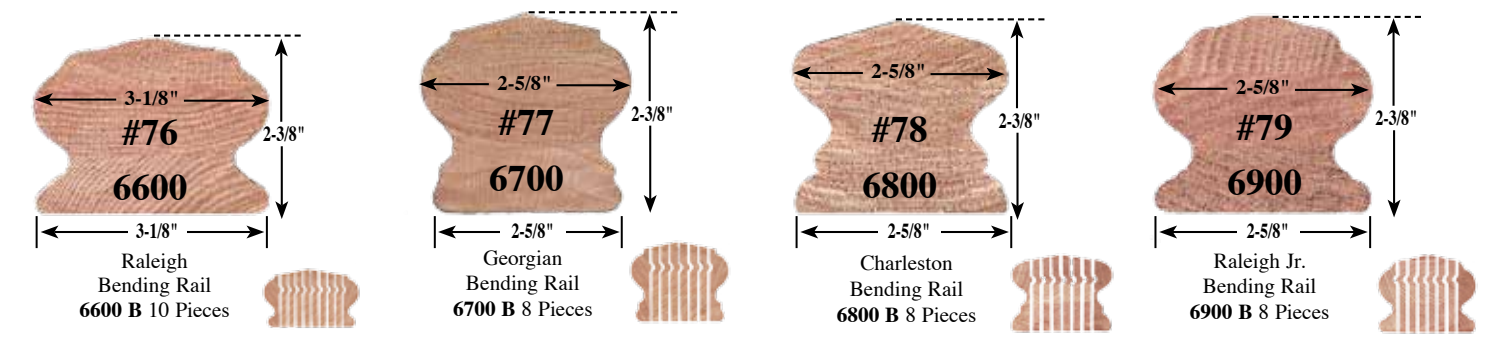 3-1/8"
#76
6600
2-3/8"
3-1/8"
Raleigh
Bending Rail
6600 B 10 Pieces
2-5/8"
#77
6700
2-3/8"
2-5/8"
Georgian
Bending Rail
6700 B 8 Pieces
2-5/8"
#78
6800
2-3/8"
2-5/8"
Charleston
Bending Rail
6800 B 8 Pieces
2-5/8"
#79
6900
2-3/8"
2-5/8"
Raleigh Jr.
Bending Rail
6900 B 8 Pieces